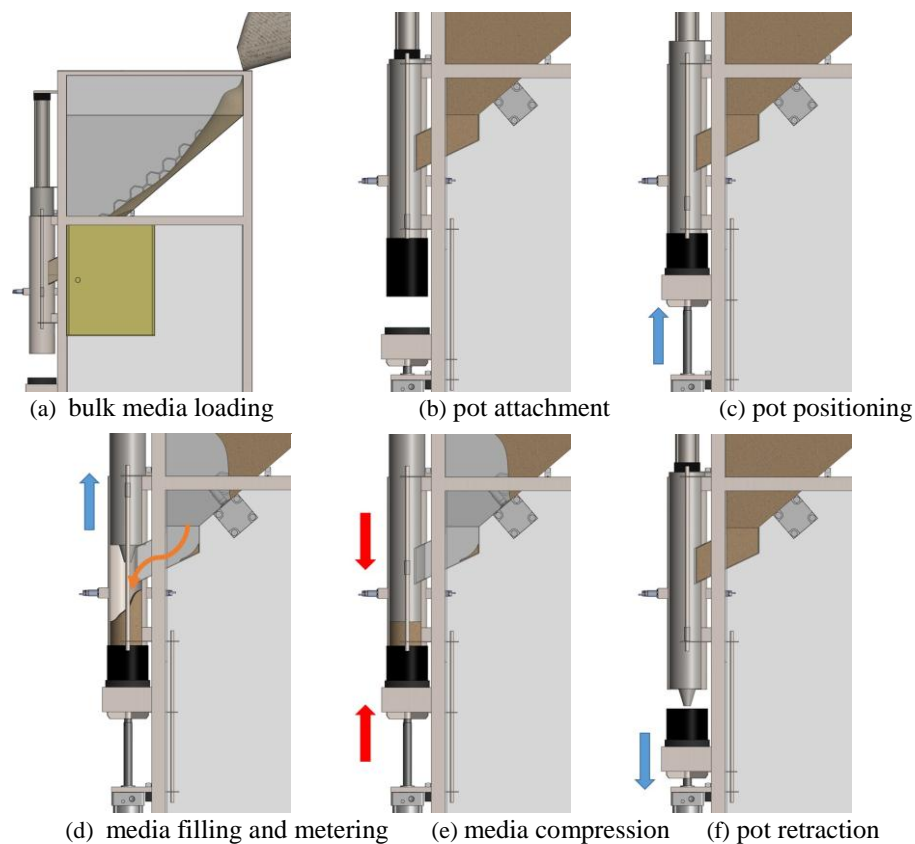 (a) bulk media loading
(b) pot attachment
(c) pot positioning
(d) media filling and metering
(e) media compression
(f) pot retraction